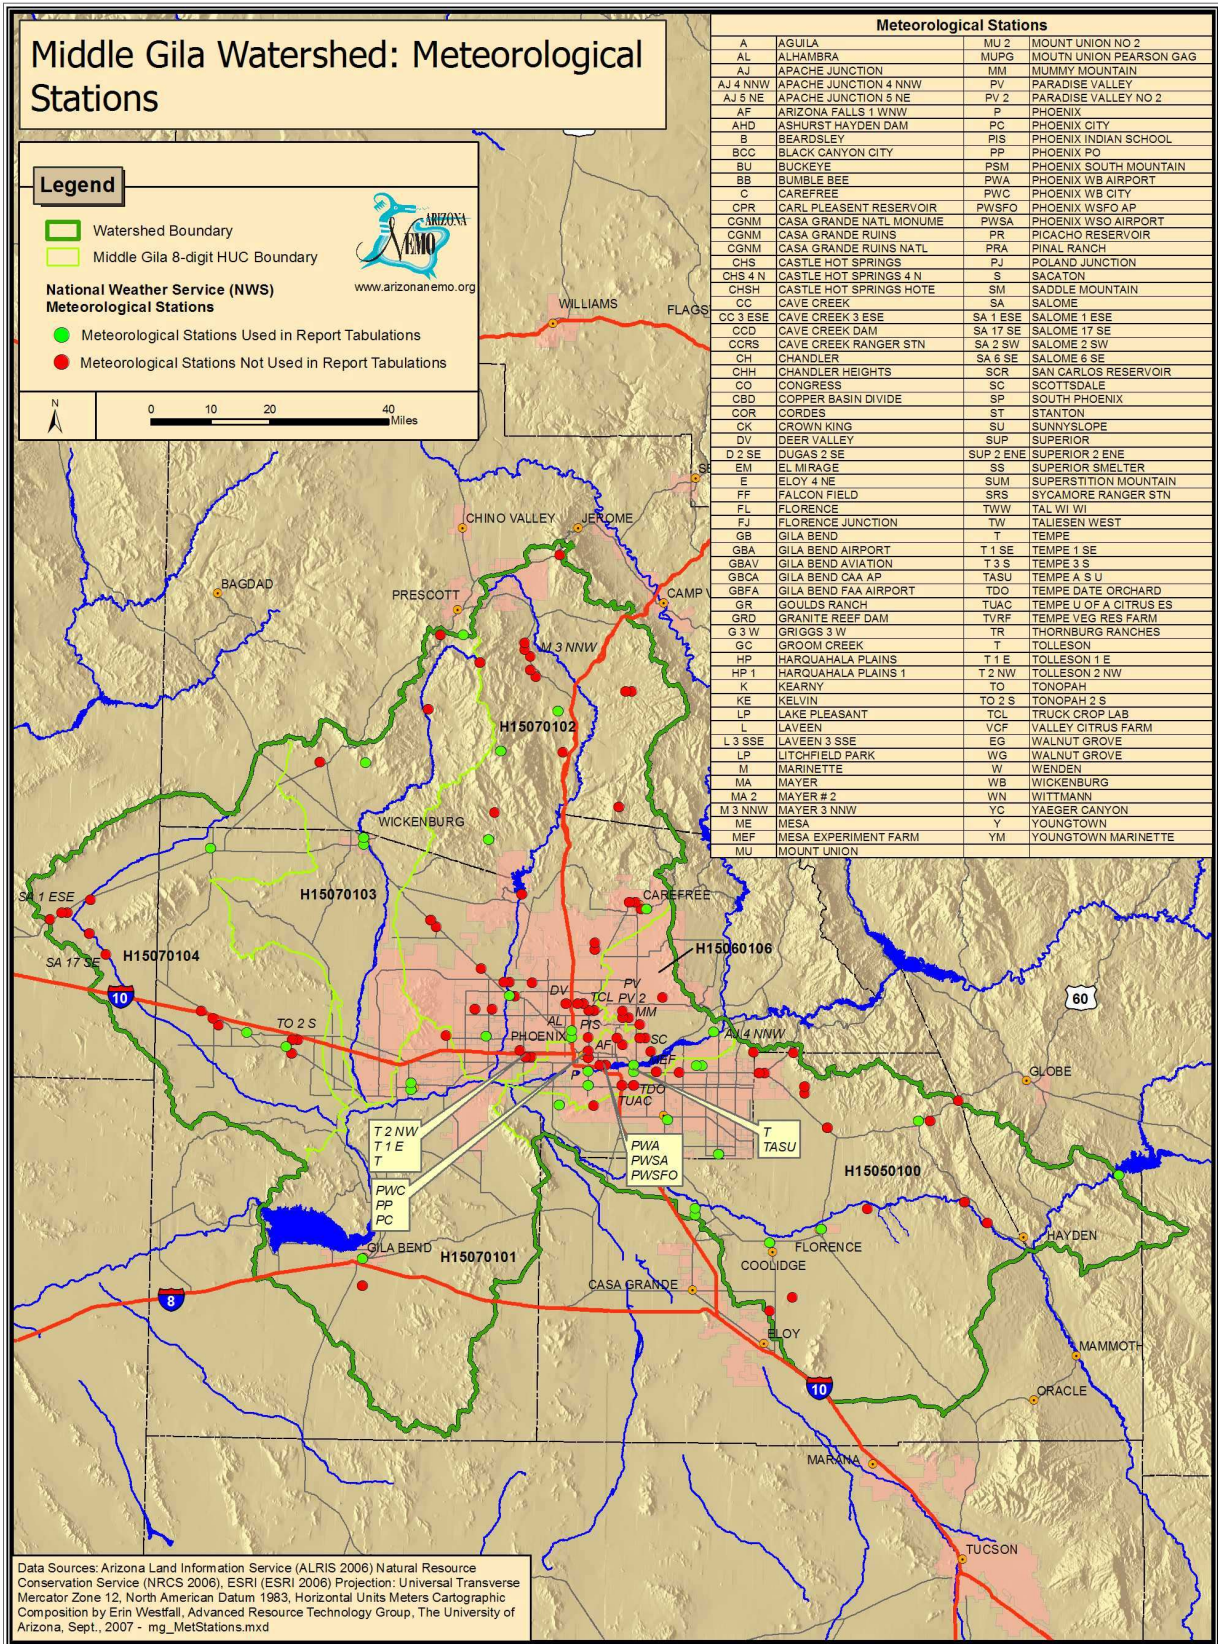 Middle Gila Watershed: Meteorological
Stations
Legend
Watershed Boundary
Middle Gila 8-digit HUC Boundary
National Weather Service (NWS)
Meteorological Stations
Meteorological Stations Used in Report Tabulations
Meteorological Stations Not Used in Report Tabulations
ARIZONA
NEMO
www.arizonanemo.org
N
0 10 20 40
Miles
Meteorological Stations
A AGUILA MU 2 MOUNT UNION NO 2
AL ALHAMBRA MUPG MOUTN UNION PEARSON GAG
AJ APACHE JUNCTION MM MUMMY MOUNTAIN
AJ 4 NNW APACHE JUNCTION 4 NNW PV PARADISE VALLEY
AJ 5 NE APACHE JUNCTION 5 NE PV 2 PARADISE VALLEY NO 2
AF ARIZONA FALLS 1 WNW P PHOENIX
AHD ASHURST HAYDEN DAM PC PHOENIX CITY
B BEARDSLEY PIS PHOENIX INDIAN SCHOOL
BCC BLACK CANYON CITY PP PHOENIX PO
BU BUCKEYE PSM PHOENIX SOUTH MOUNTAIN
BB BUMBLE BEE PWA PHOENIX WB AIRPORT
C CAREFREE PWC PHOENIX WB CITY
CPR CARL PLEASENT RESERVOIR PWSFO PHOENIX WSFO AP
CGNM CASA GRANDE NATL MONUME PWSA PHOENIX WSO AIRPORT
CGNM CASA GRANDE RUINS PR PICACHO RESERVOIR
CGNM CASA GRANDE RUINS NATL PRA PINAL RANCH
CHS CASTLE HOT SPRINGS PJ POLAND JUNCTION
CHS 4 N CASTLE HOT SPRINGS 4 N S SACATON
CHSH CASTLE HOT SPRINGS HOTE SM SADDLE MOUNTAIN
CC CAVE CREEK SA SALOME
CC 3 ESE CAVE CREEK 3 ESE SA 1 ESE SALOME 1 ESE
CCD CAVE CREEK DAM SA 17 SE SALOME 17 SE
CCRS CAVE CREEK RANGER STN SA 2 SW SALOME 2 SW
CH CHANDLER SA 6 SE SALOME 6 SE
CHH CHANDLER HEIGHTS SCR SAN CARLOS RESERVOIR
CO CONGRESS SC SCOTTSDALE
CBD COPPER BASIN DIVIDE SP SOUTH PHOENIX
COR CORDES ST STANTON
CK CROWN KING SU SUNNYSLOPE
DV DEER VALLEY SUP SUPERIOR
D 2 SE DUGAS 2 SE SUP 2 ENE SUPERIOR 2 ENE
EM EL MIRAGE SS SUPERIOR SMELTER
E ELOY 4 NE SUM SUPERSTITION MOUNTAIN
FF FALCON FIELD SRS SYCAMORE RANGER STN
FL FLORENCE TWW TAL WI WI
FJ FLORENCE JUNCTION TW TALIESEN WEST
GB GILA BEND T TEMPE
GBA GILA BEND AIRPORT T 1 SE TEMPE 1 SE
GBAV GILA BEND AVIATION T 3 S TEMPE 3 S
GBCA GILA BEND CAA AP TASU TEMPE A S U
GBFA GILA BEND FAA AIRPORT TDO TEMPE DATE ORCHARD
GR GOULDS RANCH TUAC TEMPE U OF A CITRUS ES
GRD GRANITE REEF DAM TVRF TEMPE VEG RES FARM
G 3 W GRIGGS 3 W TR THORNBURG RANCHES
GC GROOM CREEK T TOLLESON
HP HARQUAHALA PLAINS T 1 E TOLLESON 1 E
HP 1 HARQUAHALA PLAINS 1 T 2 NW TOLLESON 2 NW
K KEARNY TO TONOPAH
KE KELVIN TO 2 S TONOPAH 2 S
LP LAKE PLEASANT TCL TRUCK CROP LAB
L LAVEEN VCF VALLEY CITRUS FARM
L 3 SSE LAVEEN 3 SSE EG WALNUT GROVE
LP LITCHFIELD PARK WG WALNUT GROVE
M MARINETTE W WENDEN
MA MAYER WB WICKENBURG
MA 2 MAYER # 2 WN WITTMANN
M 3 NNW MAYER 3 NNW YC YAEGER CANYON
ME MESA Y YOUNGTOWN
MEF MESA EXPERIMENT FARM YM YOUNGTOWN MARINETTE
MU MOUNT UNION
WILLIAMS
FLAGS
CHINO VALLEY
JEROME
BAGDAD
PRESCOTT
CAMP V
M 3 NNW
H15070102
WICKENBURG
H15070103
SA 1 ESE
CAREFREE
H15060106
H15070104
SA 17 SE
10
60
PV
DV TCL PV 2
TO 2 S
AL PIS MM
PHOENIX
AF SC
AJ 4 NNW
GLOBE
P
TDO
TUAC
T 2 NW
T 1 E
T
PWA
PWSA
PWSFO
T
TASU
PWC
PP
PC
H15050100
HAYDEN
FLORENCE
COOLIDGE
GILA BEND
H15070101
CASA GRANDE
8
ELOY
MAMMOTH
10
ORACLE
MARANA
TUCSON
Data Sources: Arizona Land Information Service (ALRIS 2006) Natural Resource
Conservation Service (NRCS 2006), ESRI (ESRI 2006) Projection: Universal Transverse
Mercator Zone 12, North American Datum 1983, Horizontal Units Meters Cartographic
Composition by Erin Westfall, Advanced Resource Technology Group, The University of
Arizona, Sept., 2007 - mg_MetStations.mxd